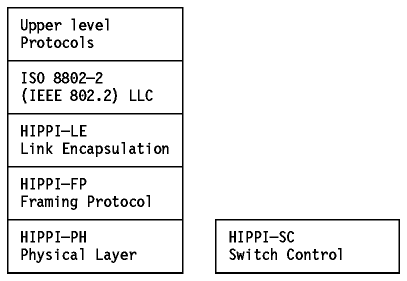 Upper level
Protocols
ISO 8802–2
(IEEE 802.2) LLC
HIPPI–LE
Link Encapsulation
HIPPI–FP
Framing Protocol
HIPPI–PH
Physical Layer
HIPPI–SC
Switch Control